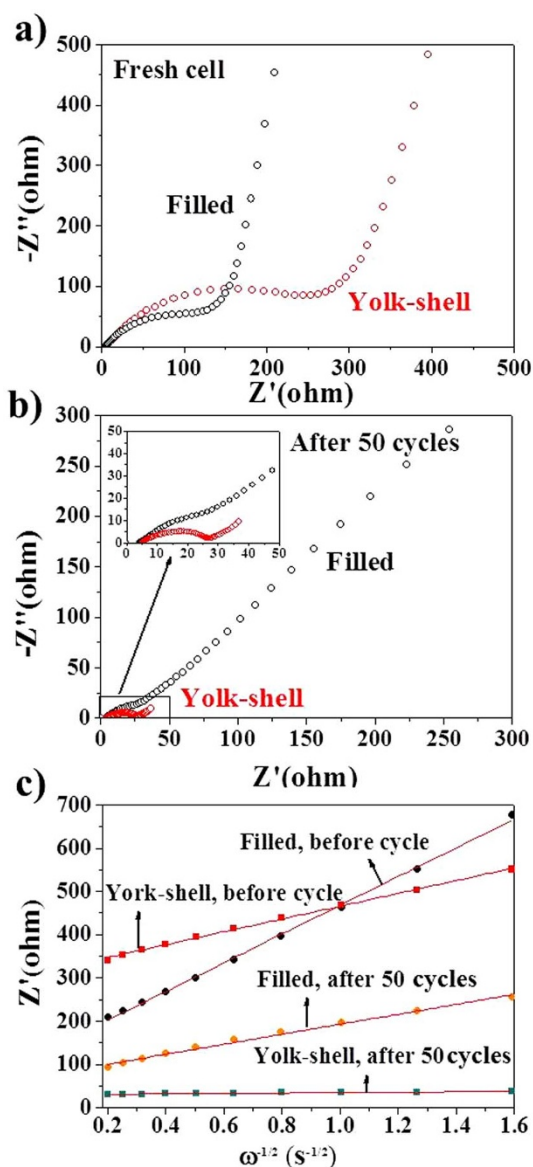 a)
500
400
300
200
100
0
-Z''(ohm)
Fresh cell
Filled
Yolk-shell
0 100 200 300 400 500
Z'(ohm)
b)
300
250
200
150
100
50
0
-Z''(ohm)
50
40
30
20
10
0
0 10 20 30 40 50
After 50 cycles
Filled
Yolk-shell
0 50 100 150 200 250 300
Z'(ohm)
c)
700
600
500
400
300
200
100
0
Z'(ohm)
Filled, before cycle
York-shell, before cycle
Filled, after 50 cycles
Yolk-shell, after 50 cycles
0.2 0.4 0.6 0.8 1.0 1.2 1.4 1.6
ω-1/2 (s-1/2)